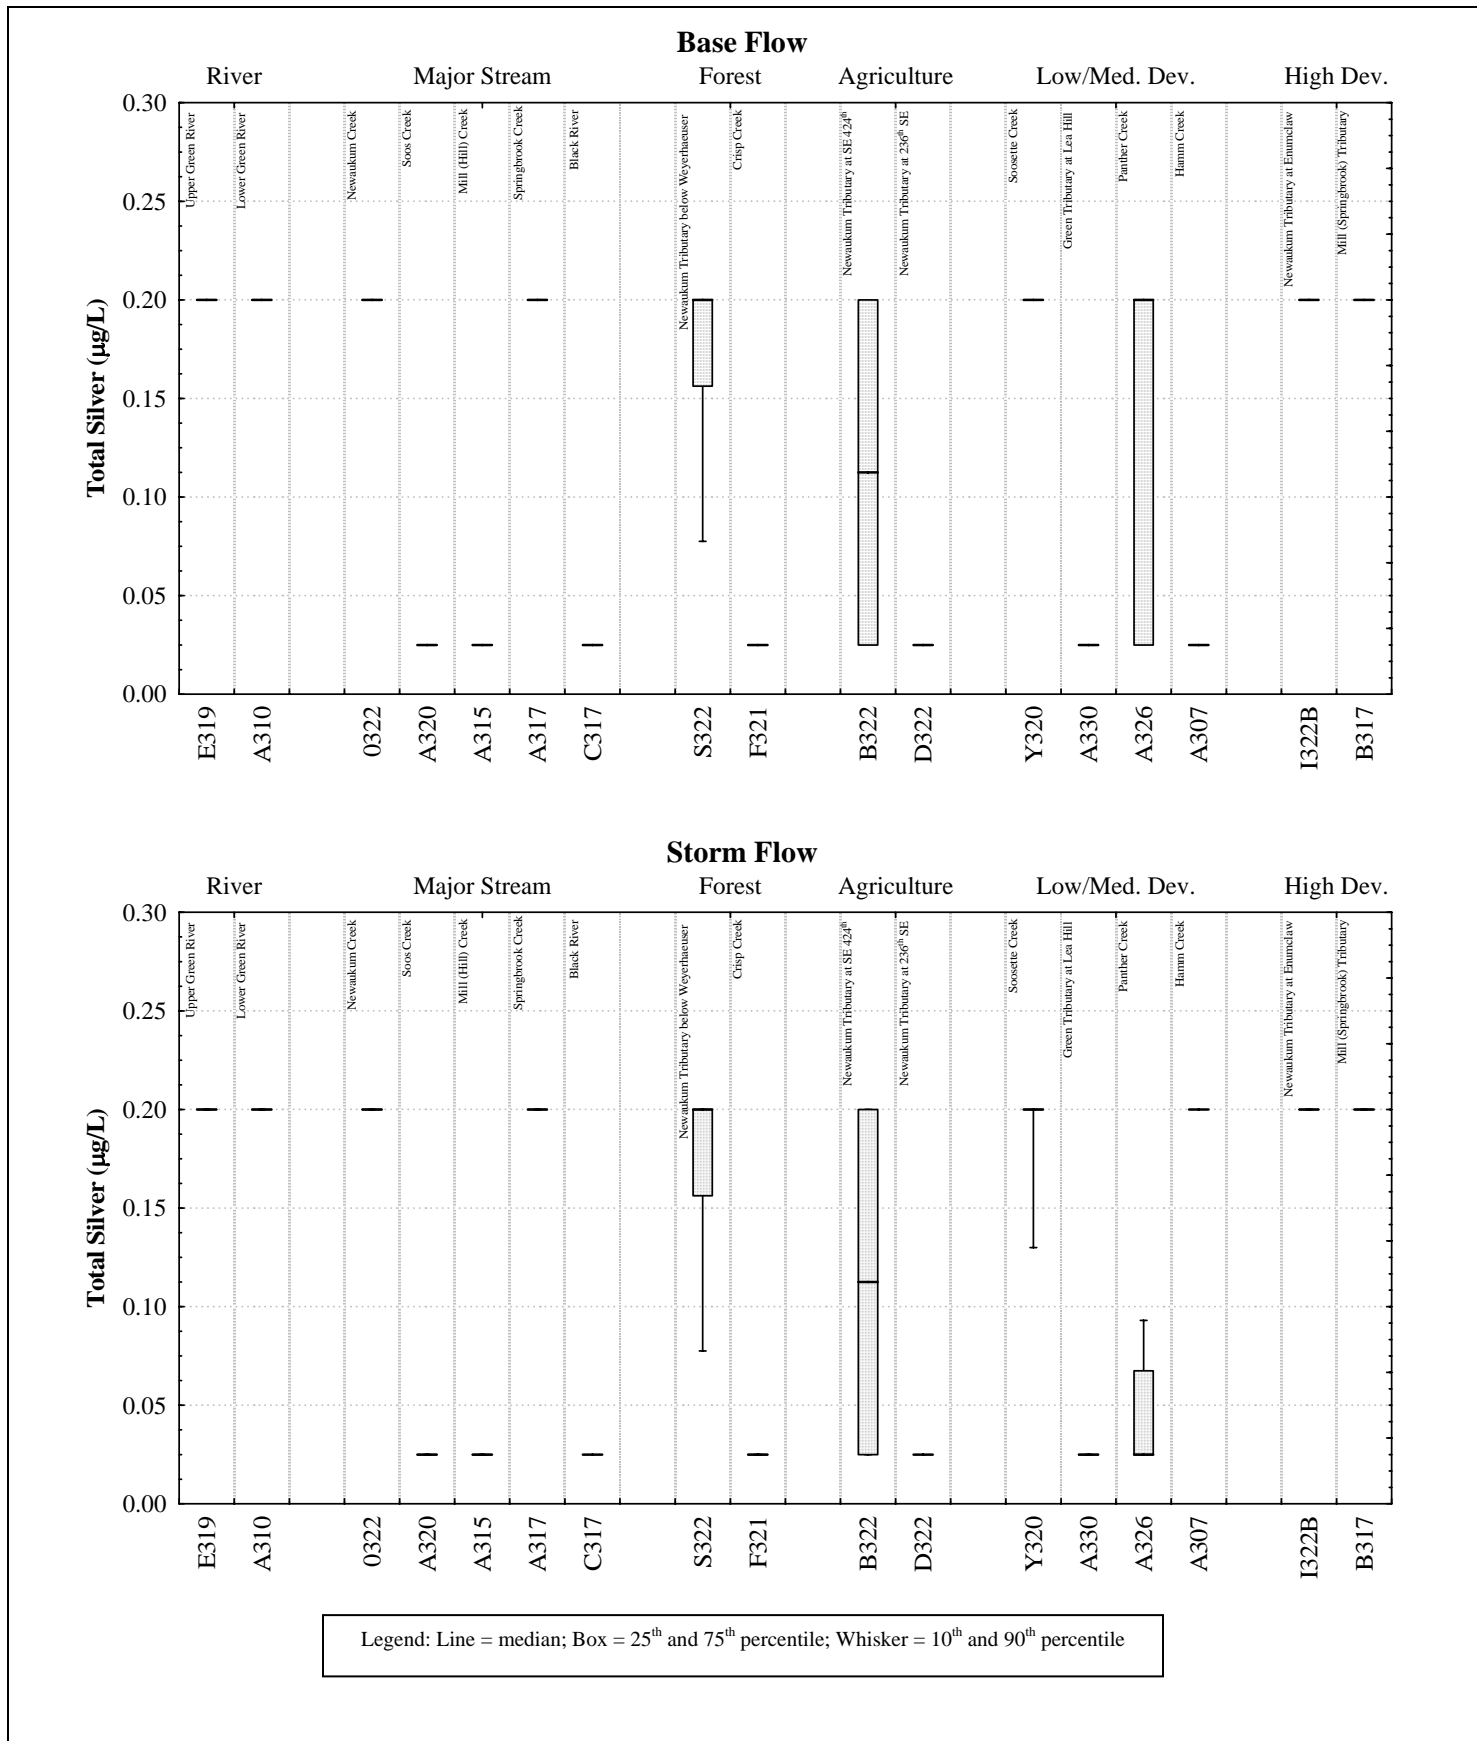 Base Flow
River Major Stream Forest Agriculture Low/Med. Dev. High Dev.
Total Silver (µg/L)
0.30
0.25
0.20
0.15
0.10
0.05
0.00
Upper Green River
Lower Green River
Newaukum Creek
Soos Creek
Mill (Hill) Creek
Springbrook Creek
Black River
Newaukum Tributary below Weyerhaeuser
Crisp Creek
Newaukum Tributary at SE 424th
Newaukum Tributary at 236th SE
Soosette Creek
Green Tributary at Lea Hill
Panther Creek
Hamm Creek
Newaukum Tributary at Enumclaw
Mill (Springbrook) Tributary
E319 A310 0322 A320 A315 A317 C317 S322 F321 B322 D322 Y320 A330 A326 A307 I322B B317
Storm Flow
River Major Stream Forest Agriculture Low/Med. Dev. High Dev.
Total Silver (µg/L)
0.30
0.25
0.20
0.15
0.10
0.05
0.00
Upper Green River
Lower Green River
Newaukum Creek
Soos Creek
Mill (Hill) Creek
Springbrook Creek
Black River
Newaukum Tributary below Weyerhaeuser
Crisp Creek
Newaukum Tributary at SE 424th
Newaukum Tributary at 236th SE
Soosette Creek
Green Tributary at Lea Hill
Panther Creek
Hamm Creek
Newaukum Tributary at Enumclaw
Mill (Springbrook) Tributary
E319 A310 0322 A320 A315 A317 C317 S322 F321 B322 D322 Y320 A330 A326 A307 I322B B317
Legend: Line = median; Box = 25th and 75th percentile; Whisker = 10th and 90th percentile